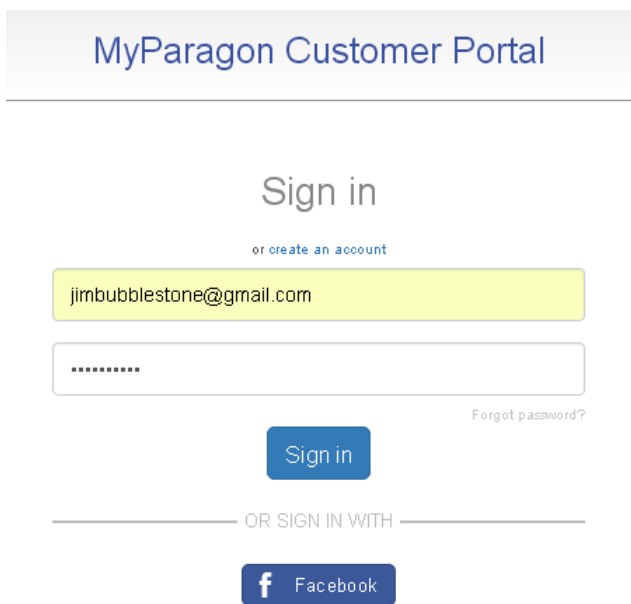 MyParagon Customer Portal
Sign in
or create an account
jimbubblestone@gmail.com
••••••••••
Forgot password?
Sign in
OR SIGN IN WITH
f Facebook